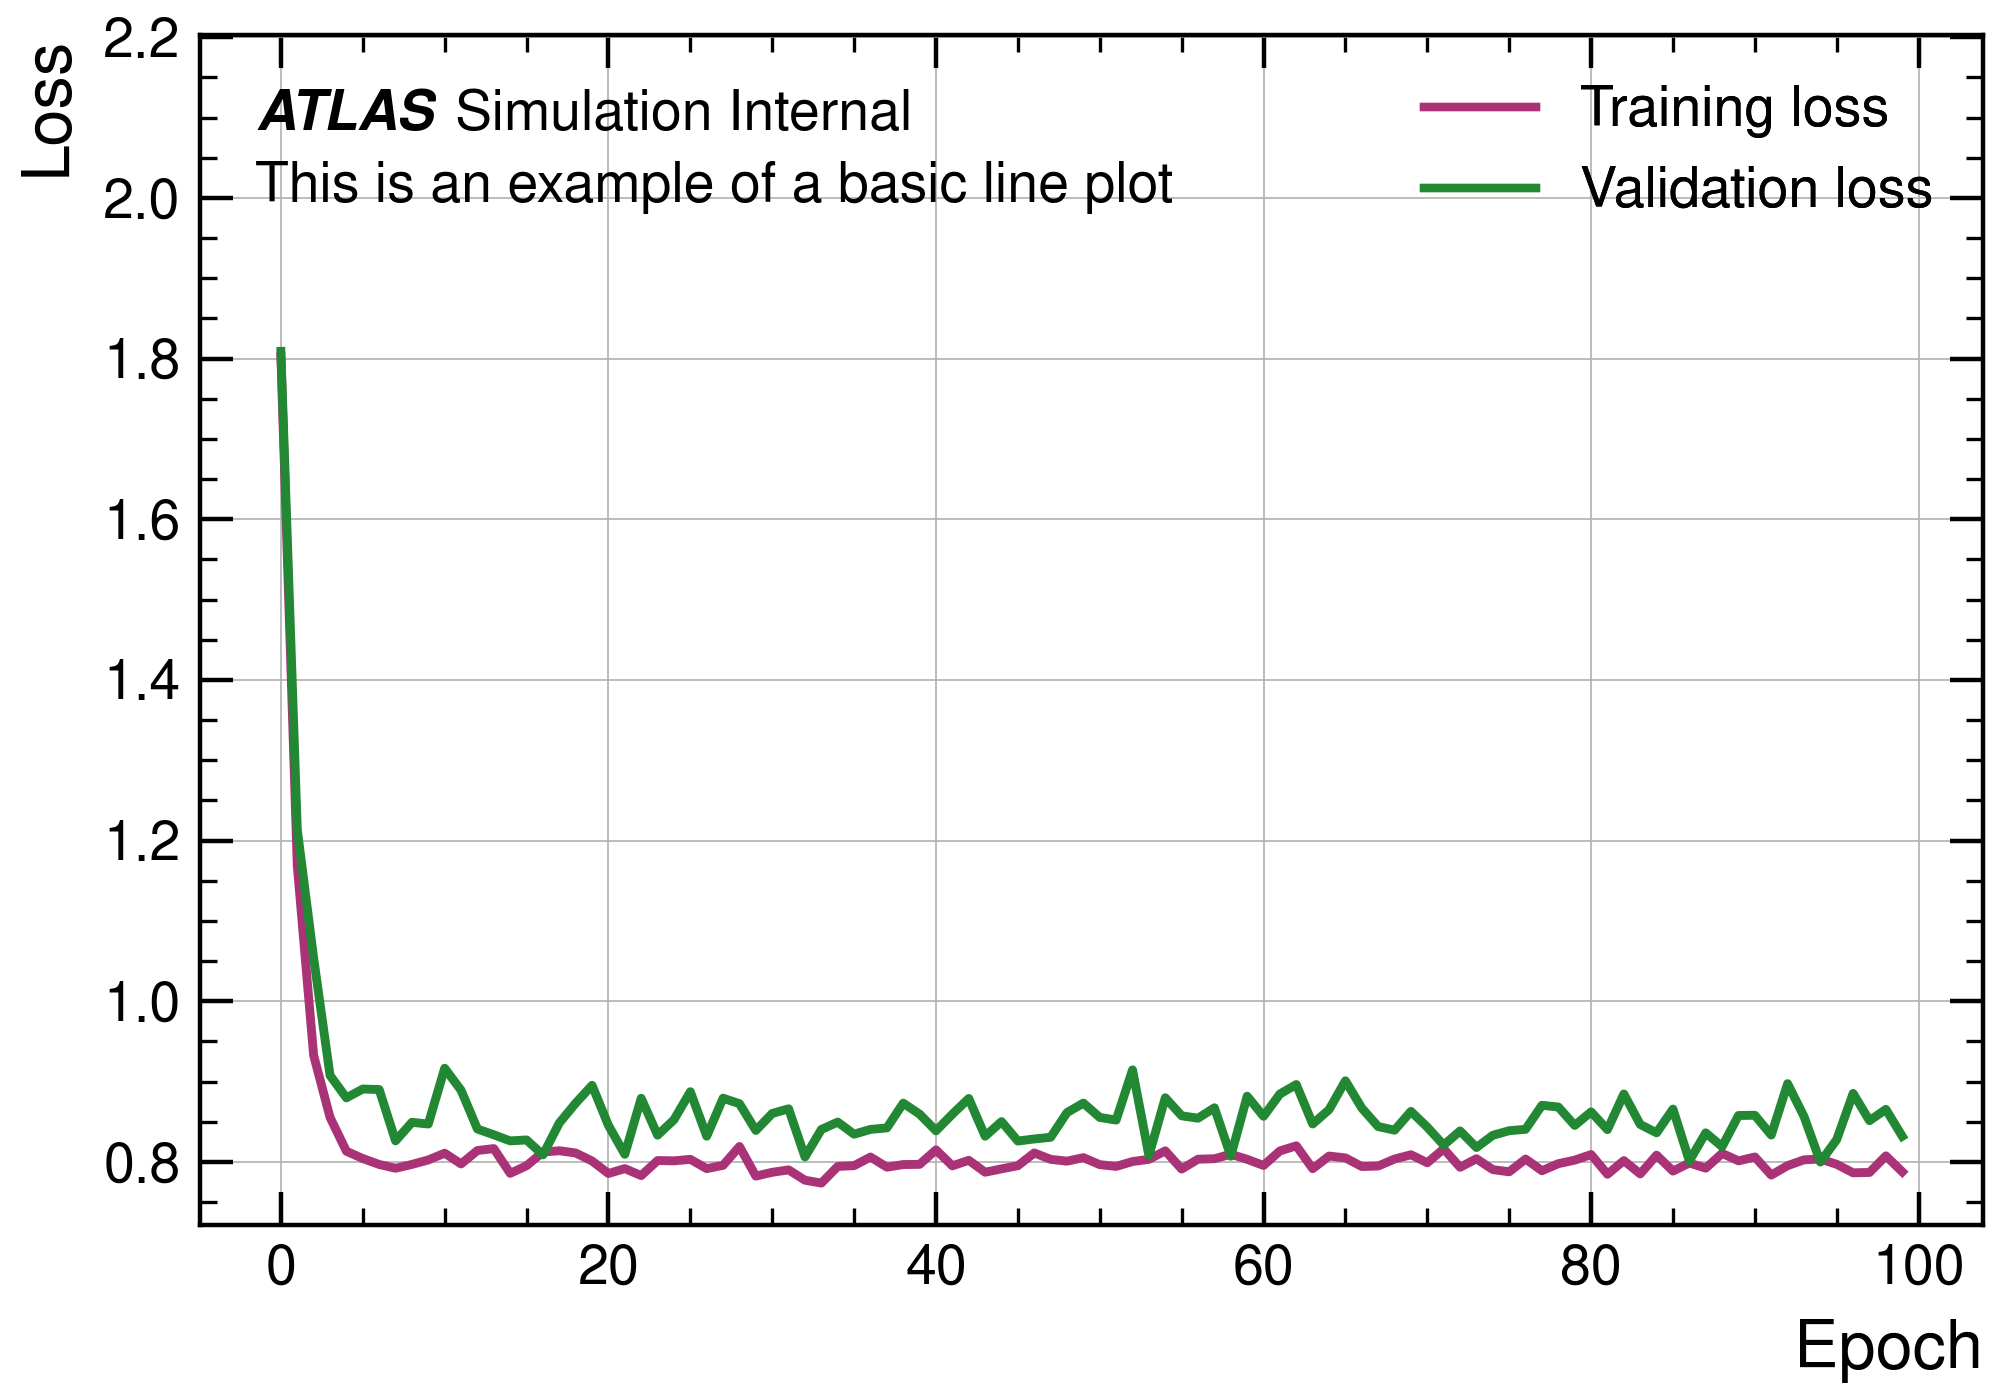 Loss
2.2
2.0
1.8
1.6
1.4
1.2
1.0
0.8
ATLAS Simulation Internal
This is an example of a basic line plot
Training loss
Validation loss
0 20 40 60 80 100
Epoch